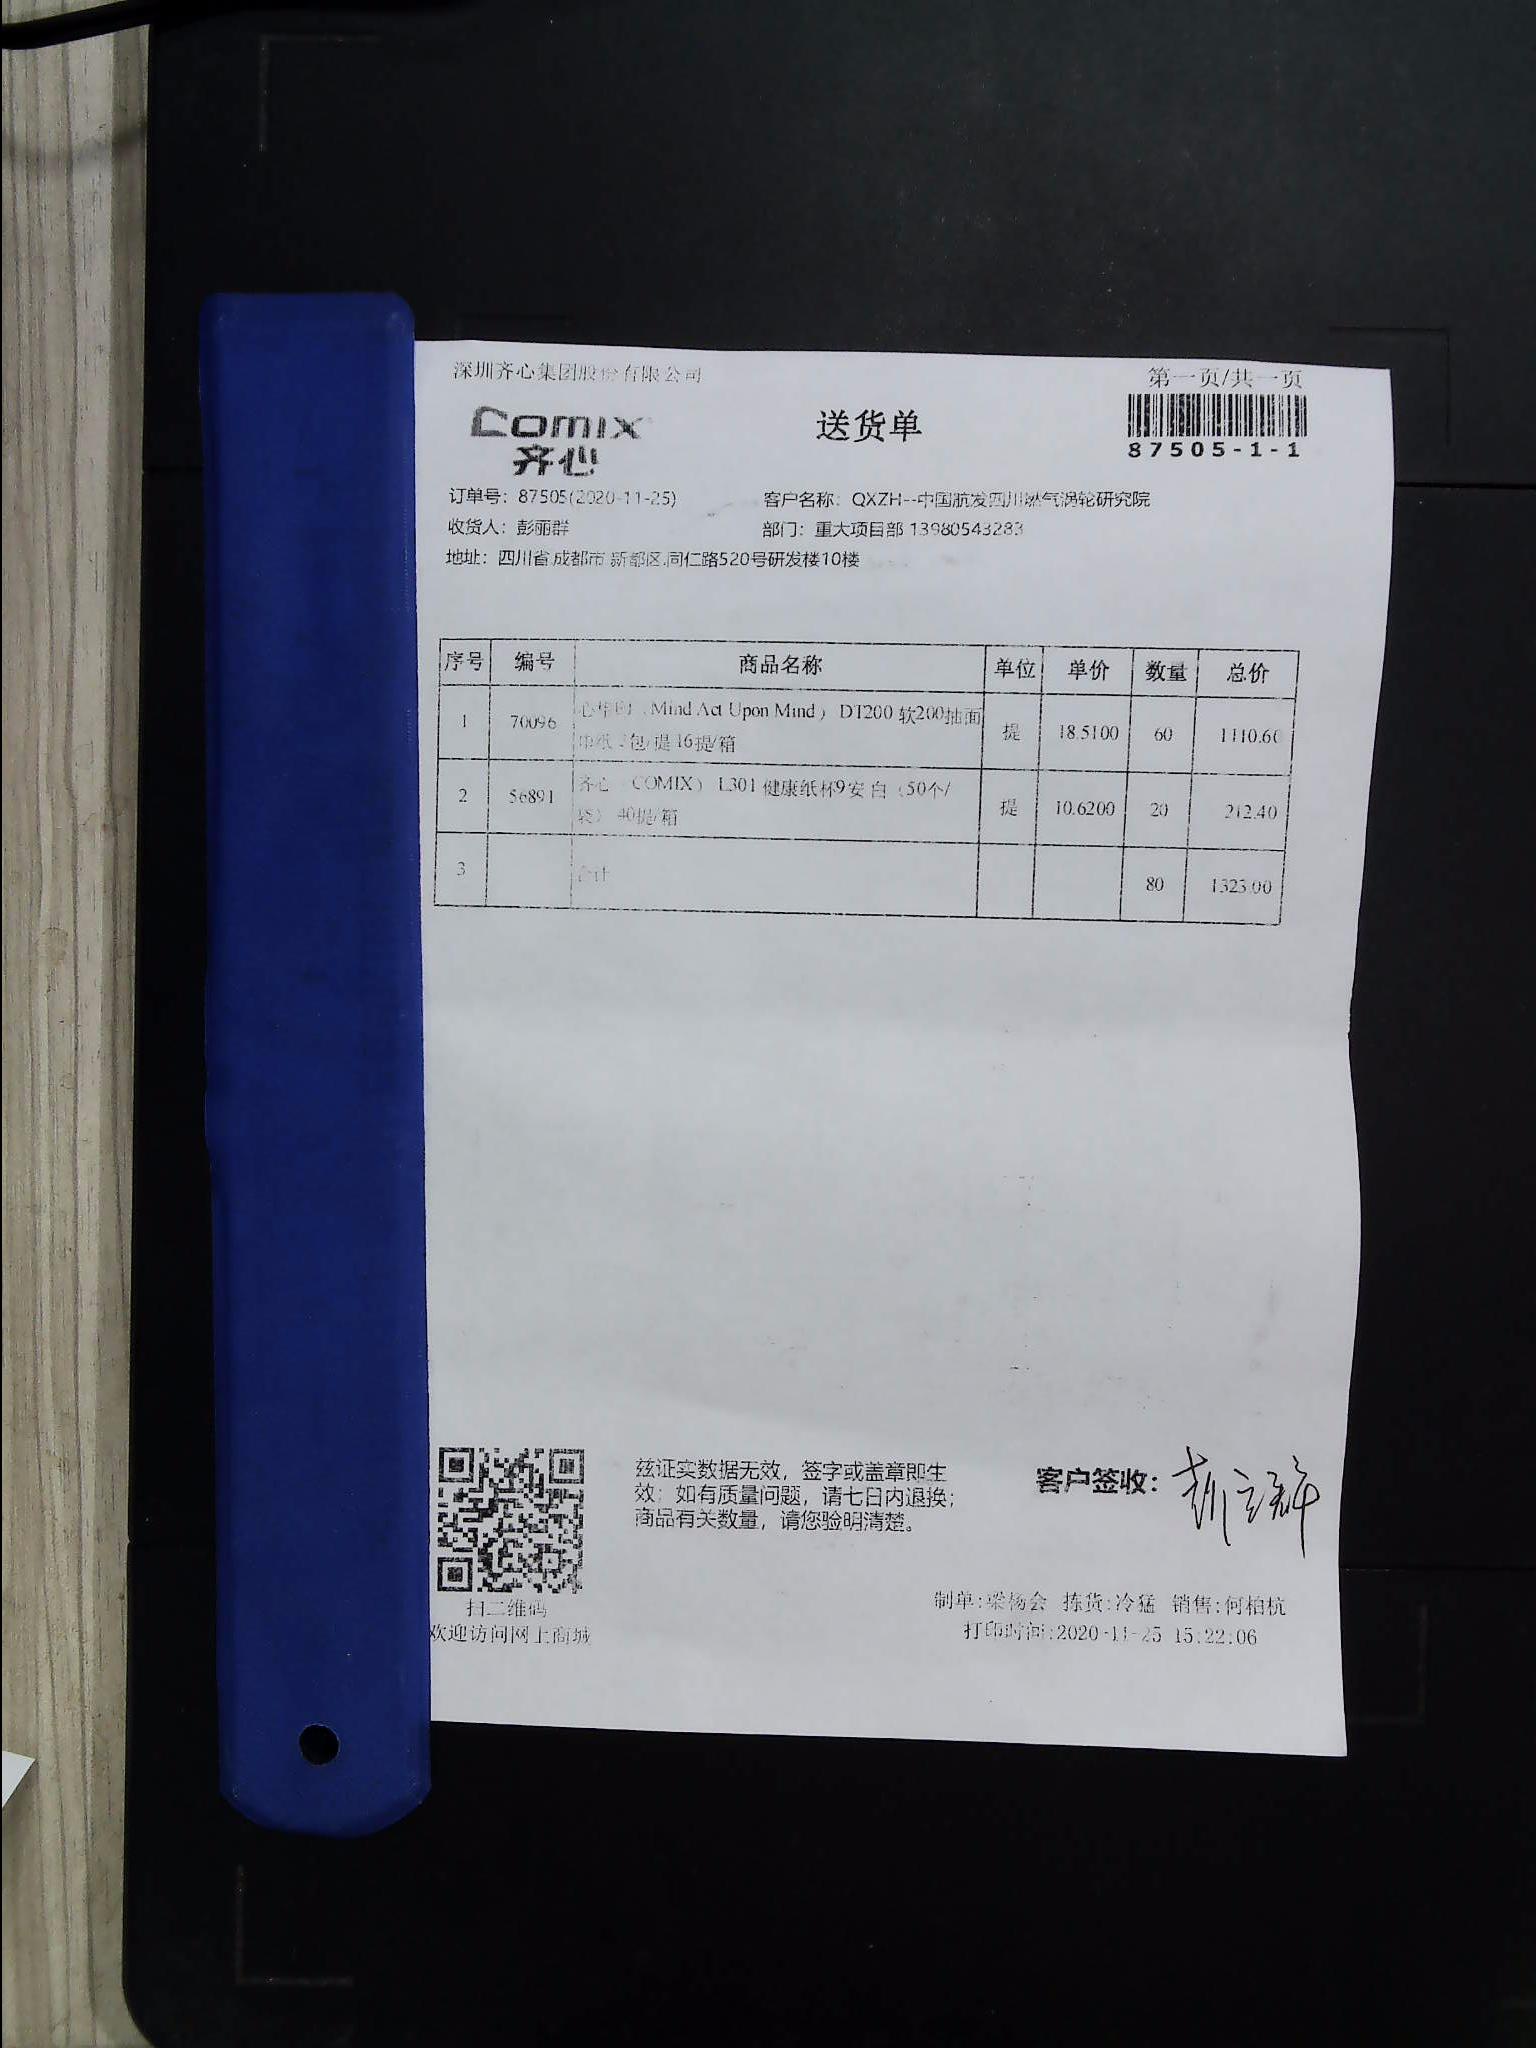 深圳齐心集团股份有限公司
第一页/共一页
Comix
齐心
送货单
87505-1-1
订单号：87505(2020-11-25) 客户名称：QXZH--中国航发四川燃气涡轮研究院
收货人：彭丽群 部门：重大项目部 13980543283
地址：四川省.成都市.新都区.同仁路520号研发楼10楼
序号 编号 商品名称 单位 单价 数量 总价
1 70096 心相印（Mind Act Upon Mind）DT200 软200抽面 提 18.5100 60 1110.60
巾纸 包/提 16提/箱
2 56891 齐心（COMIX） L301 健康纸杯9安 白（50个/ 提 10.6200 20 212.40
袋） 40提/箱
3 合计 80 1323.00
兹证实数据无效，签字或盖章即生
效；如有质量问题，请七日内退换；
商品有关数量，请您验明清楚。
客户签收：
扫二维码
欢迎访问网上商城
制单:梁杨会 拣货:冷猛 销售:何柏杭
打印时间:2020-11-25 15:22:06